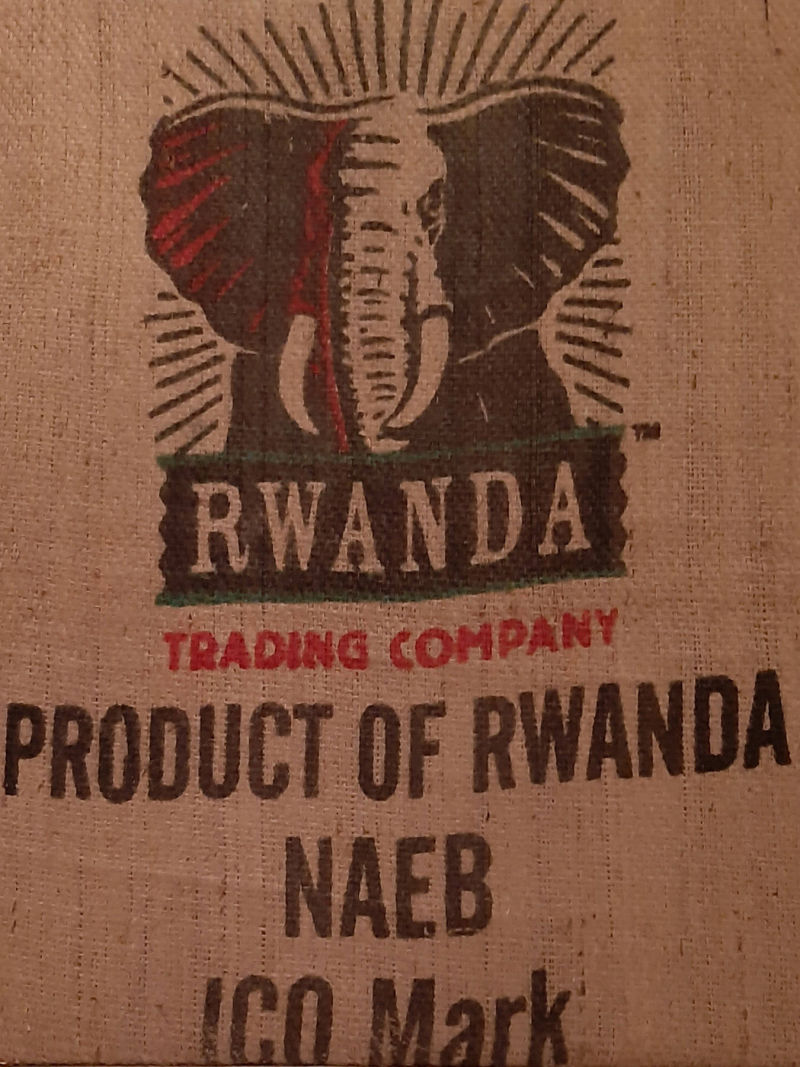 ™
RWANDA
TRADING COMPANY
PRODUCT OF RWANDA
NAEB
ICO Mark